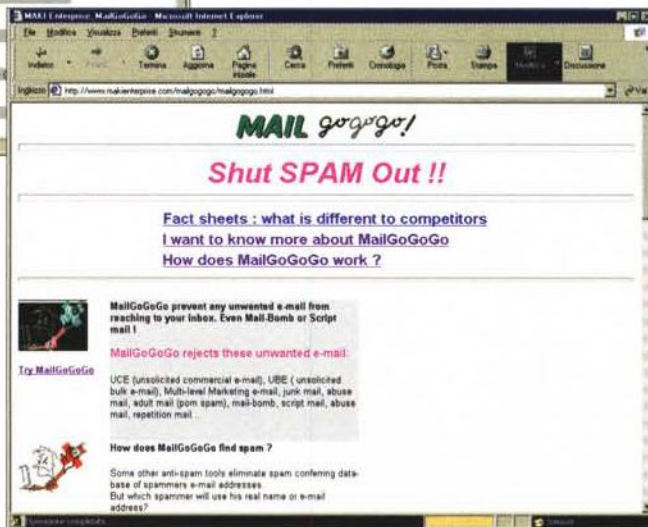 MAKI Enterprise, MailGoGoGo - Microsoft Internet Explorer
File Modifica Visualizza Preferiti Strumenti ?
Indietro Termina Aggiorna Pagina iniziale Cerca Preferiti Cronologia Posta Stampa Modifica Discussione
Indirizzo http://www.makienterprise.com/mailgogogo/mailgogogo.html Vai
MAIL gogogo!
Shut SPAM Out !!
Fact sheets : what is different to competitors
I want to know more about MailGoGoGo
How does MailGoGoGo work ?
MailGoGoGo prevent any unwanted e-mail from
reaching to your inbox. Even Mail-Bomb or Script
mail !
Try MailGoGoGo
MailGoGoGo rejects these unwanted e-mail:
UCE (unsolicited commercial e-mail), UBE ( unsolicited
bulk e-mail), Multi-level Marketing e-mail, junk mail, abuse
mail, adult mail (porn spam), mail-bomb, script mail, abuse
mail, repetition mail...
How does MailGoGoGo find spam ?
Some other anti-spam tools eliminate spam conferring data-
base of spammers e-mail addresses.
But which spammer will use his real name or e-mail
address?
Operazione completata